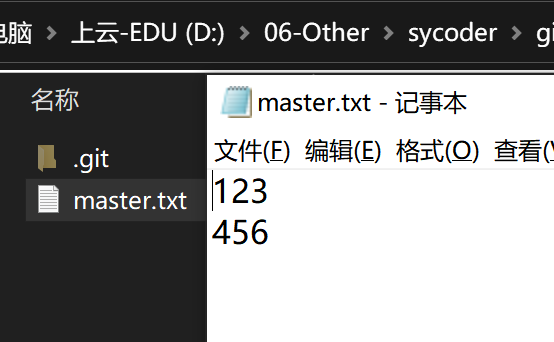 电脑 > 上云-EDU (D:) > 06-Other > sycoder >
名称
.git
master.txt
master.txt - 记事本
文件(F) 编辑(E) 格式(O) 查看(
123
456